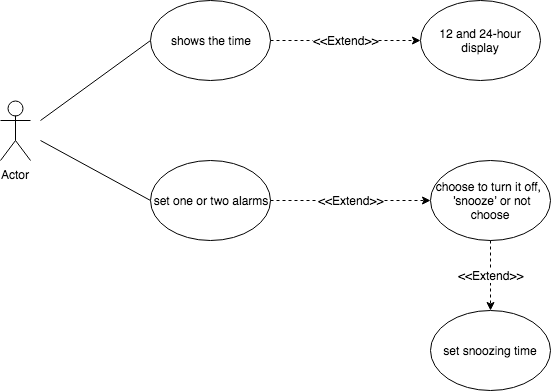 shows the time
<<Extend>>
12 and 24-hour
display
Actor
set one or two alarms
<<Extend>>
choose to turn it off,
'snooze' or not
choose
<<Extend>>
set snoozing time